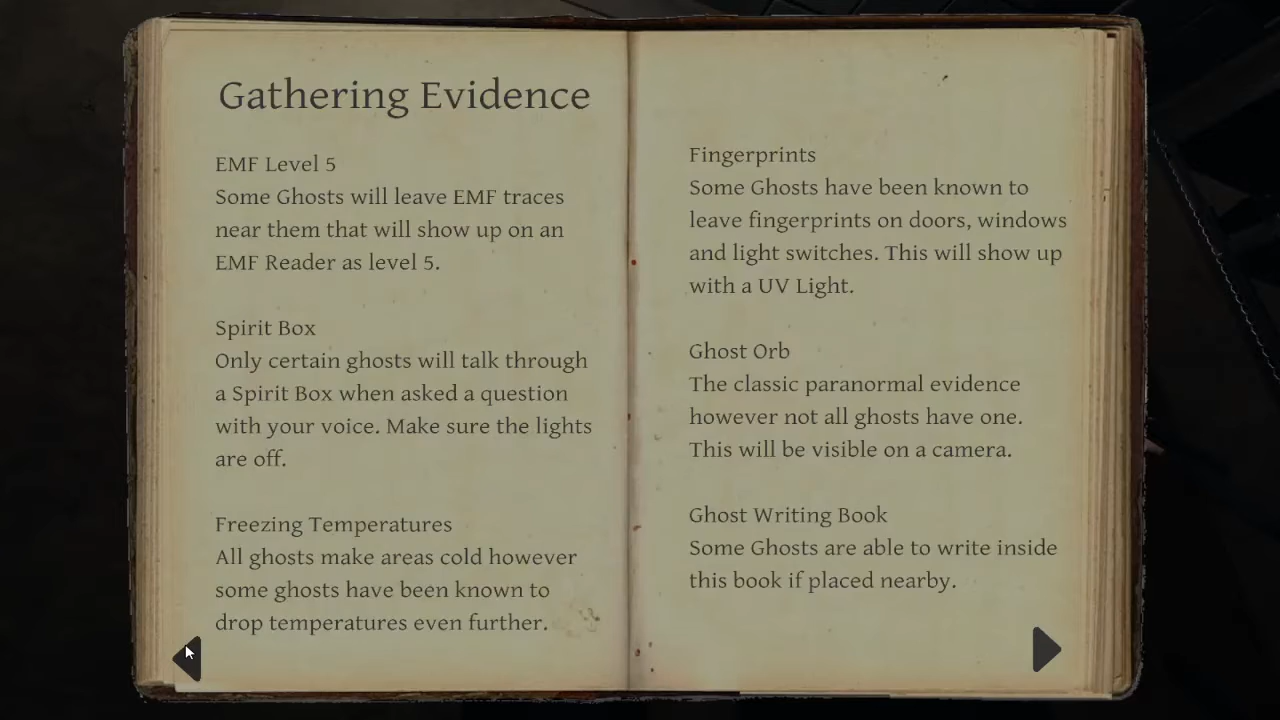 Gathering Evidence
EMF Level 5
Some Ghosts will leave EMF traces
near them that will show up on an
EMF Reader as level 5.
Spirit Box
Only certain ghosts will talk through
a Spirit Box when asked a question
with your voice. Make sure the lights
are off.
Freezing Temperatures
All ghosts make areas cold however
some ghosts have been known to
drop temperatures even further.
Fingerprints
Some Ghosts have been known to
leave fingerprints on doors, windows
and light switches. This will show up
with a UV Light.
Ghost Orb
The classic paranormal evidence
however not all ghosts have one.
This will be visible on a camera.
Ghost Writing Book
Some Ghosts are able to write inside
this book if placed nearby.